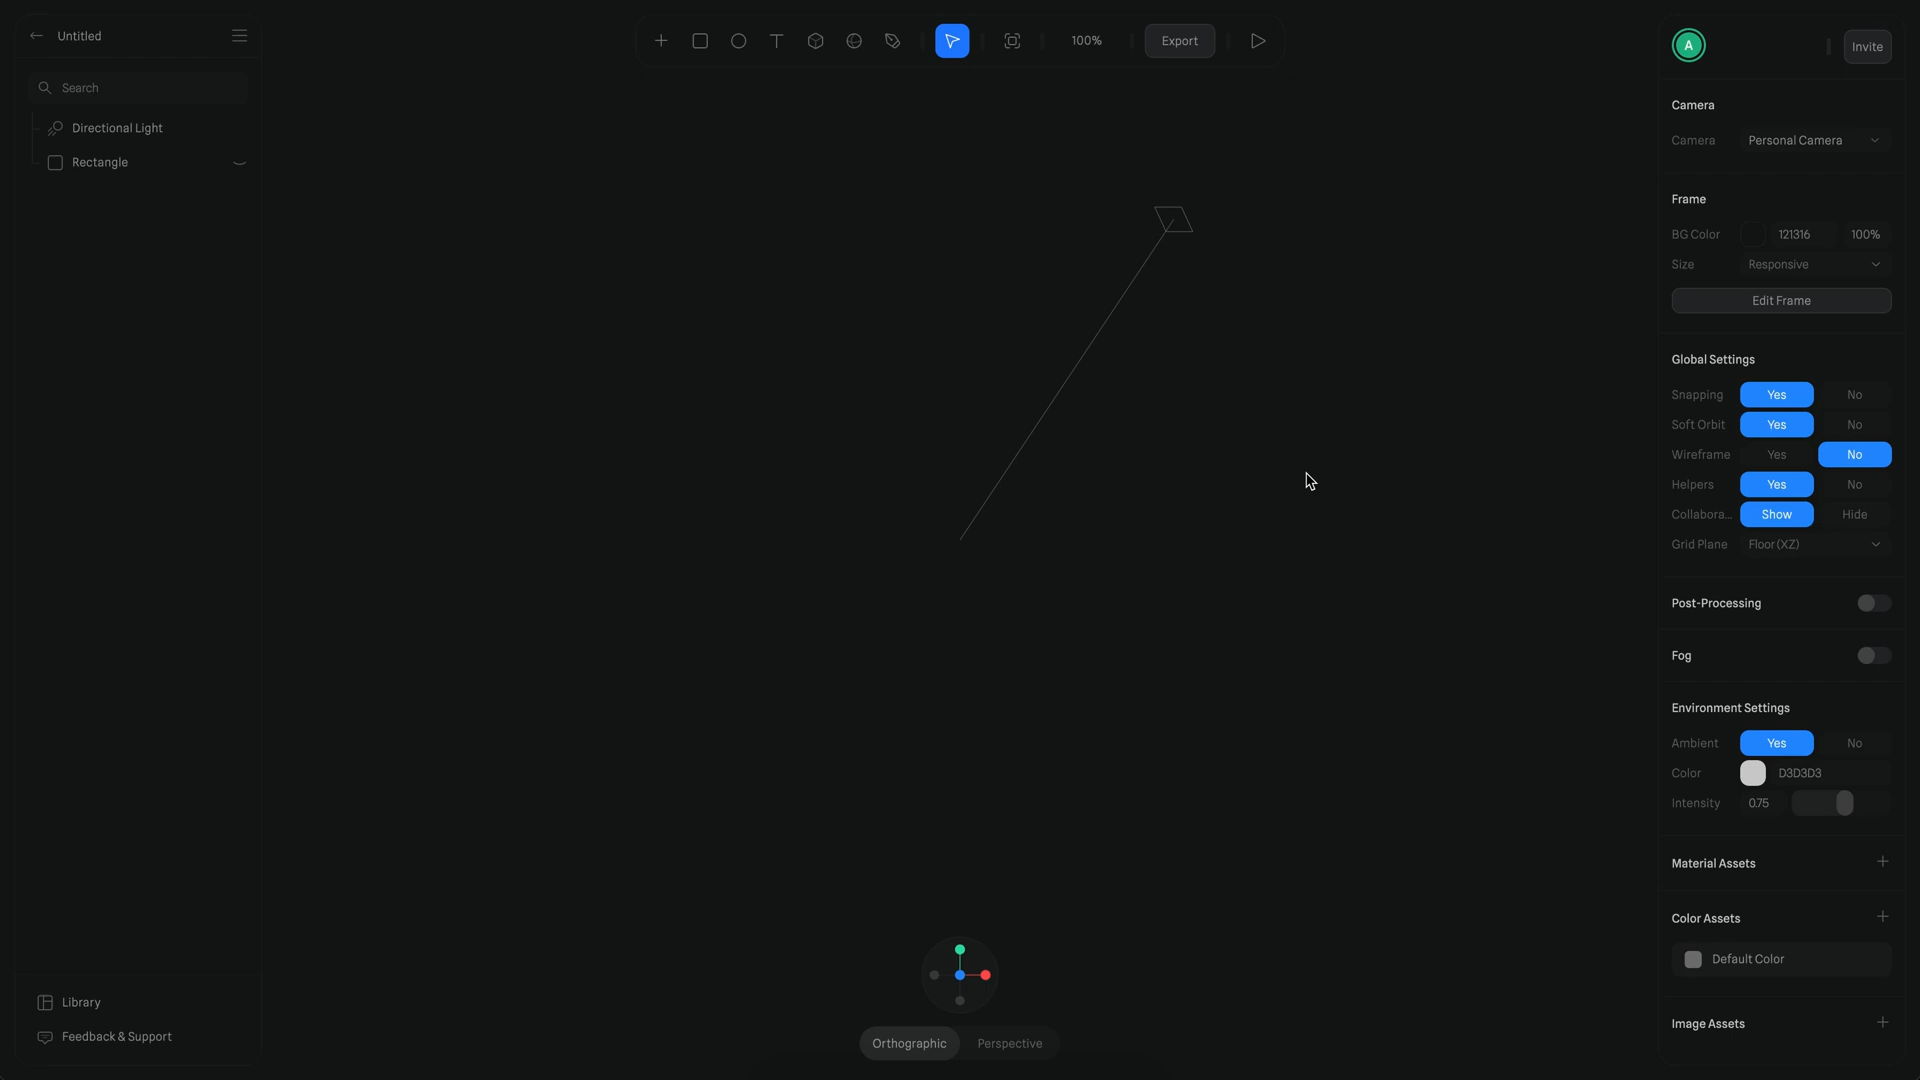 Untitled
Search
Directional Light
Rectangle
Library
Feedback & Support
100%
Export
Orthographic
Perspective
A
Invite
Camera
Camera Personal Camera
Frame
BG Color 121316 100%
Size Responsive
Edit Frame
Global Settings
Snapping Yes No
Soft Orbit Yes No
Wireframe Yes No
Helpers Yes No
Collabora... Show Hide
Grid Plane Floor (XZ)
Post-Processing
Fog
Environment Settings
Ambient Yes No
Color D3D3D3
Intensity 0.75
Material Assets
Color Assets
Default Color
Image Assets